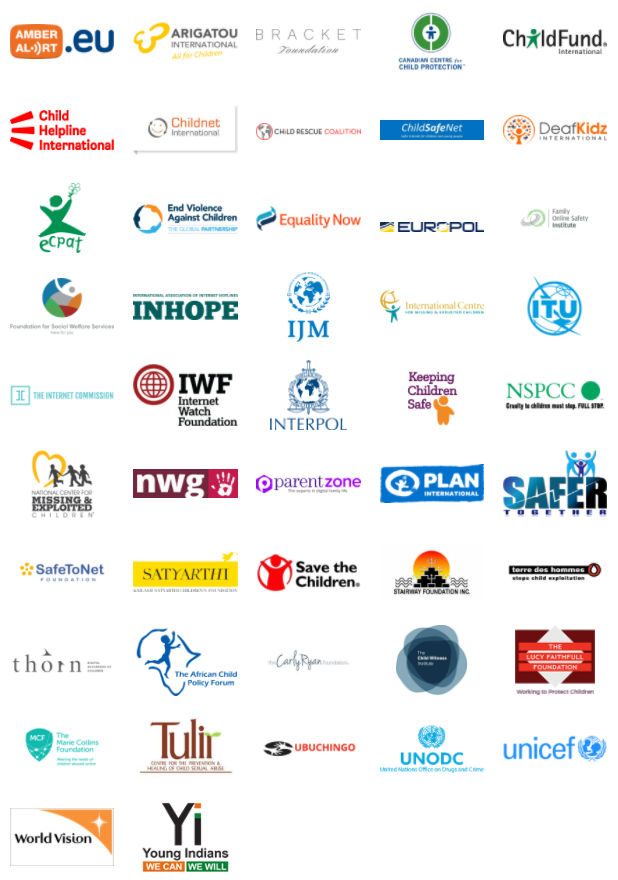 AMBER
AL·))RT .eu
ARIGATOU
INTERNATIONAL
All for Children
BRACKET
Foundation
CANADIAN CENTRE for
CHILD PROTECTION™
ChildFund®
International
Child
Helpline
International
Childnet
International
CHILD RESCUE COALITION
ChildSafeNet
DeafKidz
INTERNATIONAL
ecpat
End Violence
Against Children
THE GLOBAL PARTNERSHIP
Equality Now
EUROPOL
Family
Online Safety
Institute
Foundation for Social Welfare Services
INTERNATIONAL ASSOCIATION OF INTERNET HOTLINES
INHOPE
IJM
International Centre
FOR MISSING & EXPLOITED CHILDREN
ITU
THE INTERNET COMMISSION
IWF
Internet
Watch
Foundation
INTERPOL
Keeping
Children
Safe
NSPCC
Cruelty to children must stop. FULL STOP.
NATIONAL CENTER FOR
MISSING &
EXPLOITED
CHILDREN
nwg
parentzone
The experts in digital family life
PLAN
INTERNATIONAL
SAFER
TOGETHER
SafeToNet
FOUNDATION
SATYARTHI
KAILASH SATYARTHI CHILDREN'S FOUNDATION
Save the
Children®
STAIRWAY FOUNDATION INC.
terre des hommes
stops child exploitation
thorn
DIGITAL
DEFENDERS OF
CHILDREN
The African Child
Policy Forum
the Carly Ryan foundation
The
Child Witness
Institute
THE
LUCY FAITHFULL
FOUNDATION
Working to Protect Children
MCF
The
Marie Collins
Foundation
Meeting the needs of
children abused online
Tulir
CENTRE FOR THE PREVENTION &
HEALING OF CHILD SEXUAL ABUSE
UBUCHINGO
UNODC
United Nations Office on Drugs and Crime
unicef
World Vision
Yi
Young Indians
WE CAN WE WILL